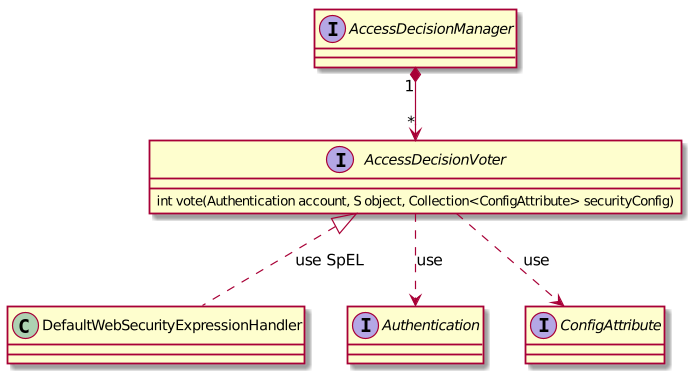 I AccessDecisionManager
1
*
I AccessDecisionVoter
int vote(Authentication account, S object, Collection<ConfigAttribute> securityConfig)
use SpEL
use
use
C DefaultWebSecurityExpressionHandler
I Authentication
I ConfigAttribute